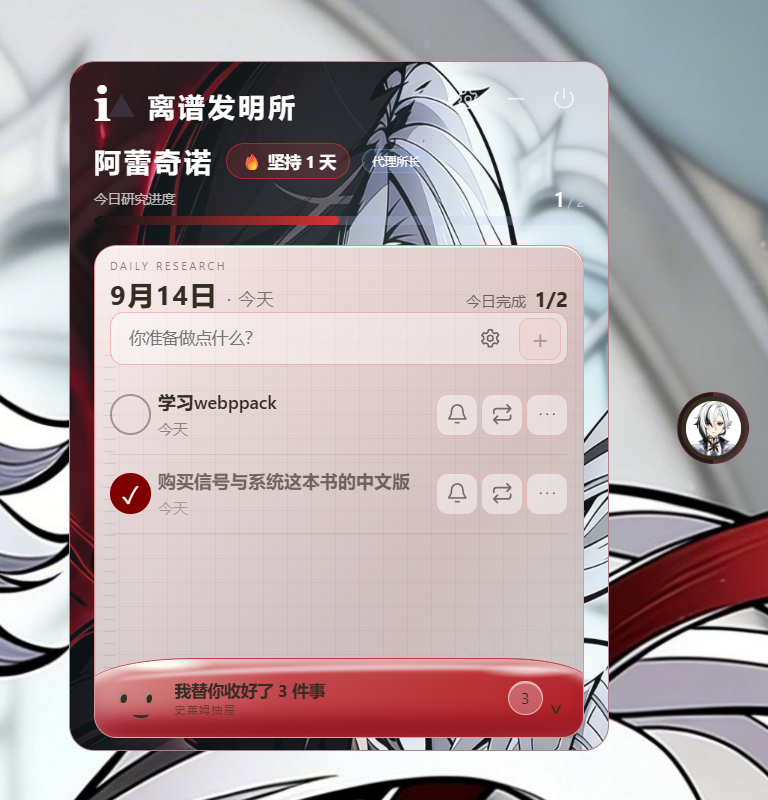 i 离谱发明所
阿蕾奇诺 坚持 1 天 代理所长
今日研究进度 1/2
DAILY RESEARCH
9月14日 · 今天 今日完成 1/2
你准备做点什么？ +
学习webppack
今天
购买信号与系统这本书的中文版
今天
我替你收好了 3 件事
史莱姆抽屉 3